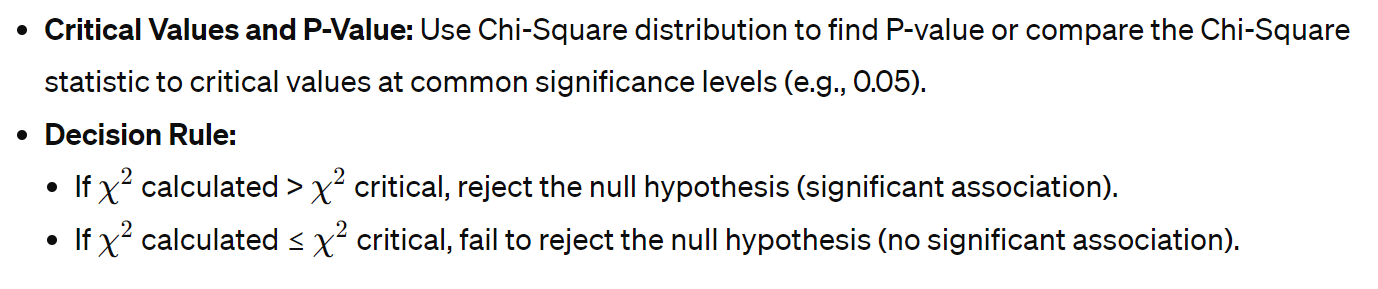 • Critical Values and P-Value: Use Chi-Square distribution to find P-value or compare the Chi-Square
statistic to critical values at common significance levels (e.g., 0.05).
• Decision Rule:
• If χ² calculated > χ² critical, reject the null hypothesis (significant association).
• If χ² calculated ≤ χ² critical, fail to reject the null hypothesis (no significant association).